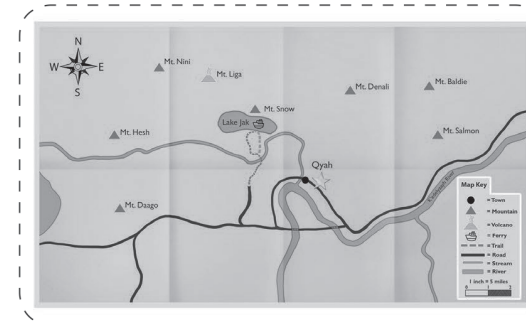 N
W E
S
Mt. Nini
Mt. Liga
Mt. Denali
Mt. Baldie
Mt. Snow
Lake Jak
Mt. Hesh
Mt. Salmon
Qyah
Mt. Daago
Map Key
= Town
= Mountain
= Volcano
= Ferry
= Trail
= Road
= Stream
= River
1 inch = 5 miles